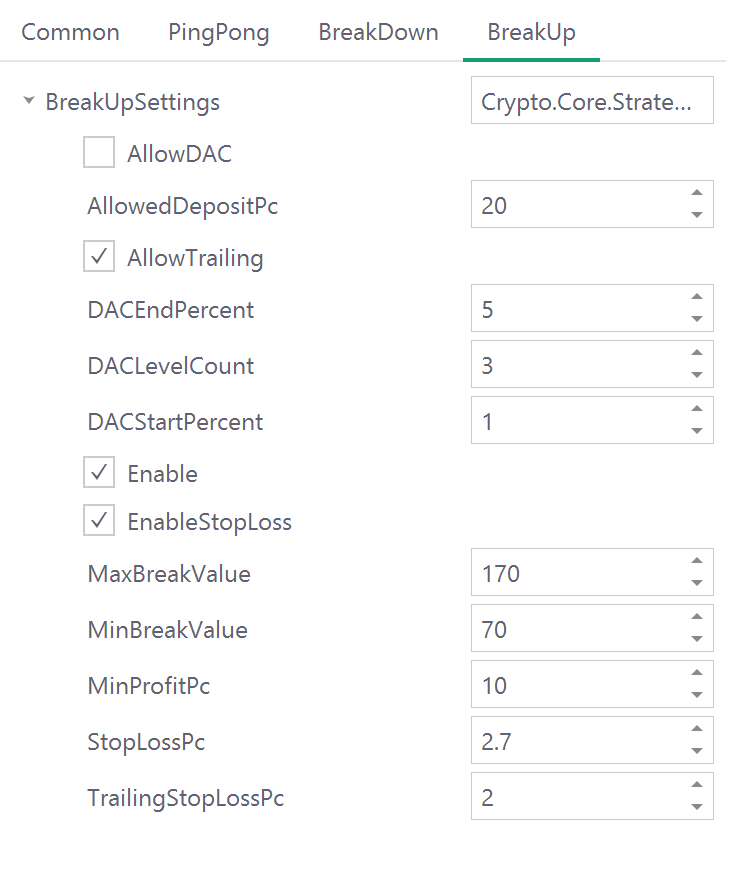 Common PingPong BreakDown BreakUp
BreakUpSettings Crypto.Core.Strate...
AllowDAC
AllowedDepositPc 20
AllowTrailing
DACEndPercent 5
DACLevelCount 3
DACStartPercent 1
Enable
EnableStopLoss
MaxBreakValue 170
MinBreakValue 70
MinProfitPc 10
StopLossPc 2.7
TrailingStopLossPc 2